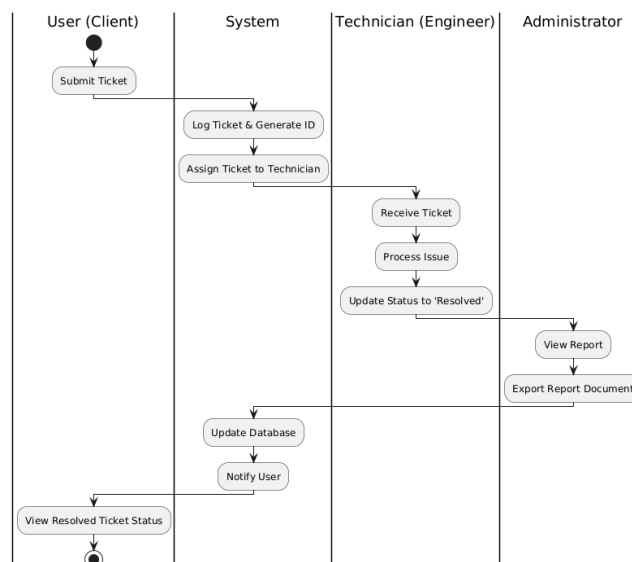 User (Client) System Technician (Engineer) Administrator
Submit Ticket
Log Ticket & Generate ID
Assign Ticket to Technician
Receive Ticket
Process Issue
Update Status to 'Resolved'
View Report
Export Report Document
Update Database
Notify User
View Resolved Ticket Status